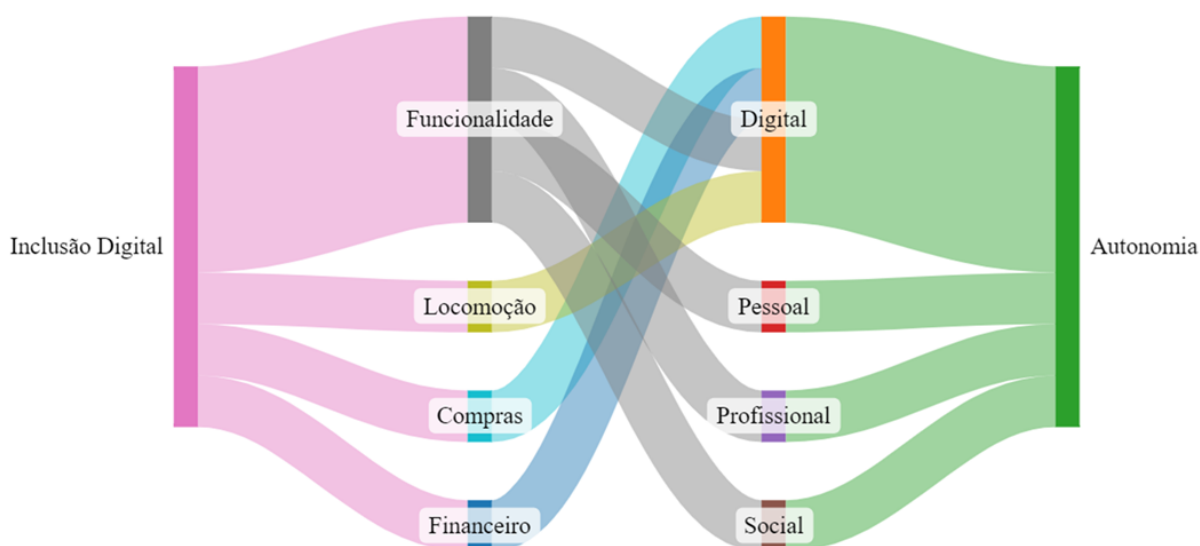 Inclusão Digital
Funcionalidade
Locomoção
Compras
Financeiro
Digital
Pessoal
Profissional
Social
Autonomia